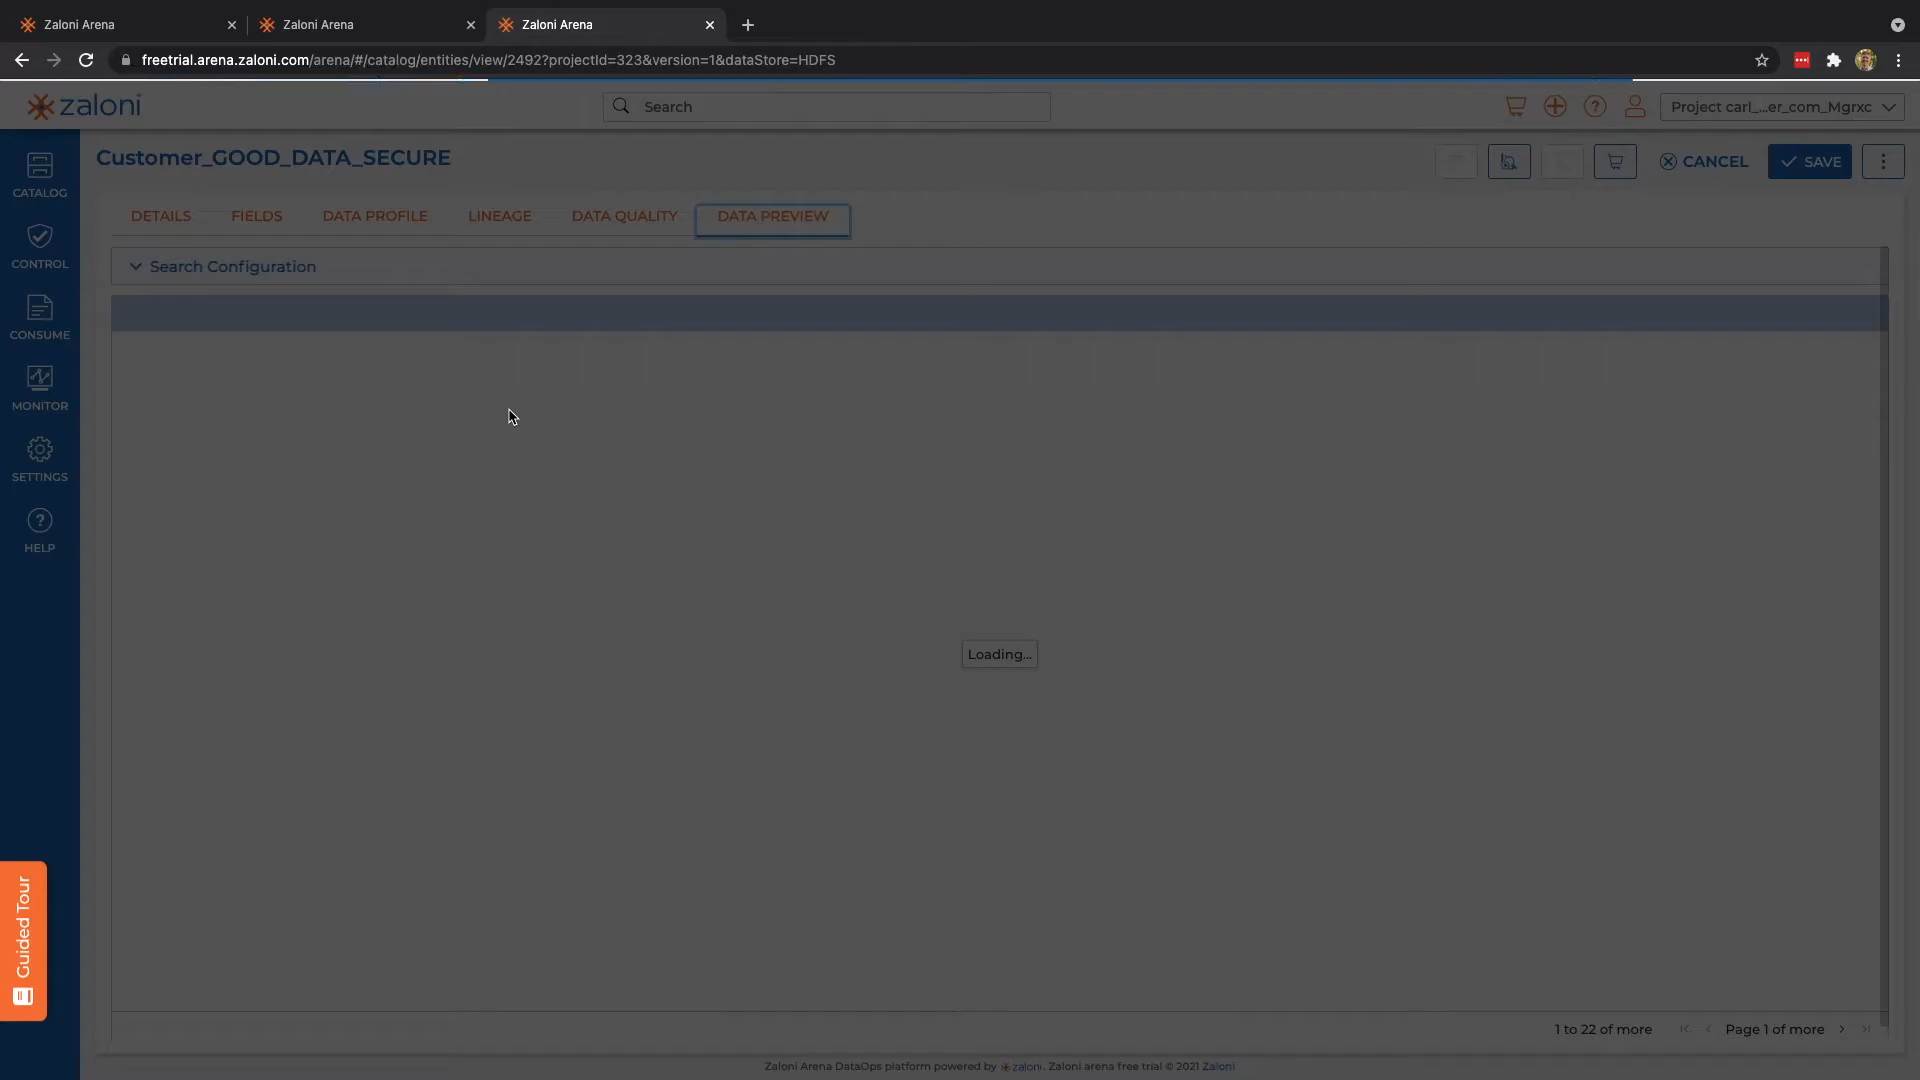 Zaloni Arena
Zaloni Arena
Zaloni Arena
freetrial.arena.zaloni.com/arena/#/catalog/entities/view/2492?projectId=323&version=1&dataStore=HDFS
zaloni
Search
Project carl_...er_com_Mgrxc
Customer_GOOD_DATA_SECURE
CANCEL
SAVE
CATALOG
CONTROL
CONSUME
MONITOR
SETTINGS
HELP
DETAILS
FIELDS
DATA PROFILE
LINEAGE
DATA QUALITY
DATA PREVIEW
Search Configuration
Loading...
Guided Tour
1 to 22 of more
Page 1 of more
Zaloni Arena DataOps platform powered by zaloni. Zaloni arena free trial © 2021 Zaloni